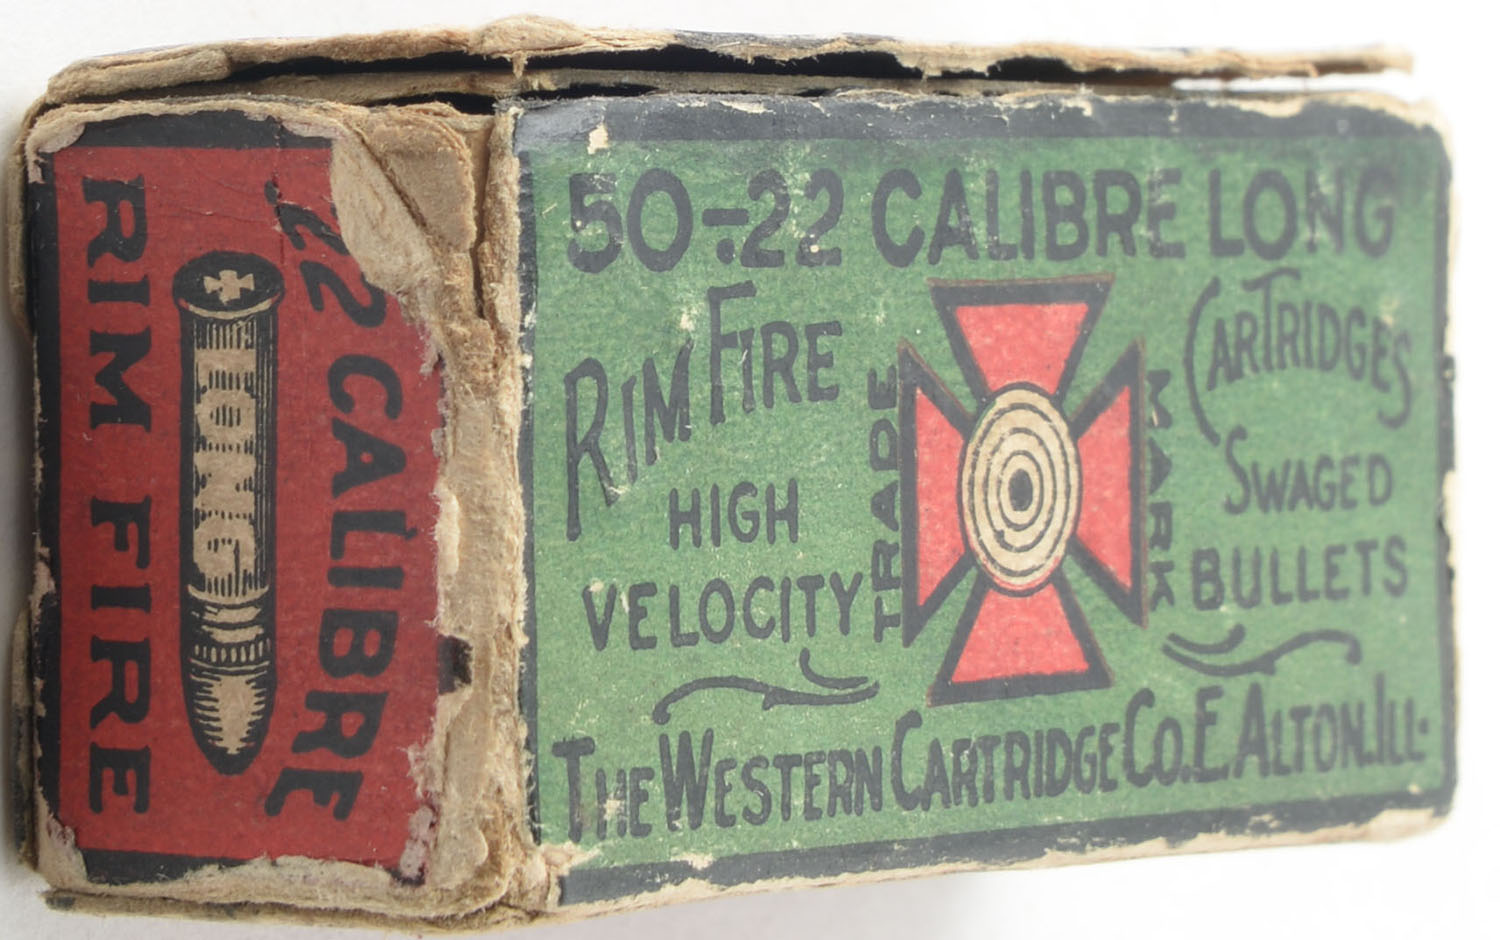 22 CALIBRE
LONG
RIM FIRE
50-22 CALIBRE LONG
RIM FIRE
CARTRIDGES
HIGH
VELOCITY
TRADE
MARK
SWAGED
BULLETS
THE WESTERN CARTRIDGE CO. E. ALTON. ILL.